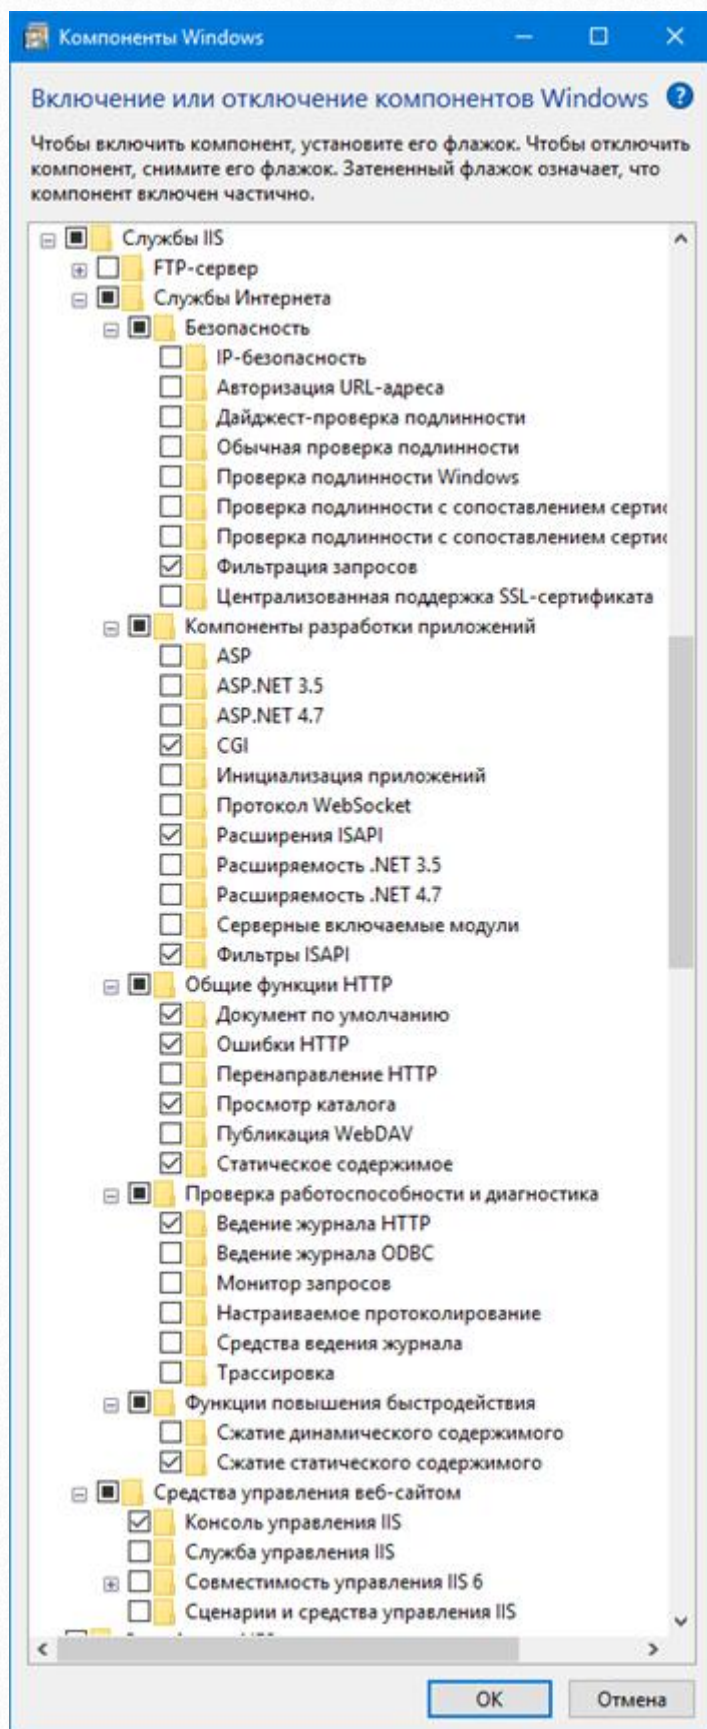 Компоненты Windows
Включение или отключение компонентов Windows
Чтобы включить компонент, установите его флажок. Чтобы отключить
компонент, снимите его флажок. Затененный флажок означает, что
компонент включен частично.
Службы IIS
FTP-сервер
Службы Интернета
Безопасность
IP-безопасность
Авторизация URL-адреса
Дайджест-проверка подлинности
Обычная проверка подлинности
Проверка подлинности Windows
Проверка подлинности с сопоставлением
Проверка подлинности с сопоставлением
Фильтрация запросов
Централизованная поддержка SSL-сертификата
Компоненты разработки приложений
ASP
ASP.NET 3.5
ASP.NET 4.7
CGI
Инициализация приложений
Протокол WebSocket
Расширения ISAPI
Расширяемость .NET 3.5
Расширяемость .NET 4.7
Серверные включаемые модули
Фильтры ISAPI
Общие функции HTTP
Документ по умолчанию
Ошибки HTTP
Перенаправление HTTP
Просмотр каталога
Публикация WebDAV
Статическое содержимое
Проверка работоспособности и диагностика
Ведение журнала HTTP
Ведение журнала ODBC
Монитор запросов
Настраиваемое протоколирование
Средства ведения журнала
Трассировка
Функции повышения быстродействия
Сжатие динамического содержимого
Сжатие статического содержимого
Средства управления веб-сайтом
Консоль управления IIS
Служба управления IIS
Совместимость управления IIS 6
Сценарии и средства управления IIS
OK
Отмена